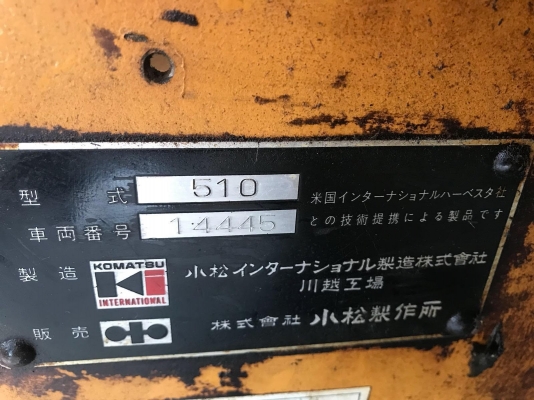 型式 510
米国インターナショナルハーベスタ社
との技術提携による製品です
車両番号 14445
製造 KOMATSU INTERNATIONAL 小松インターナショナル製造株式會社
川越工場
販売 株式會社 小松製作所